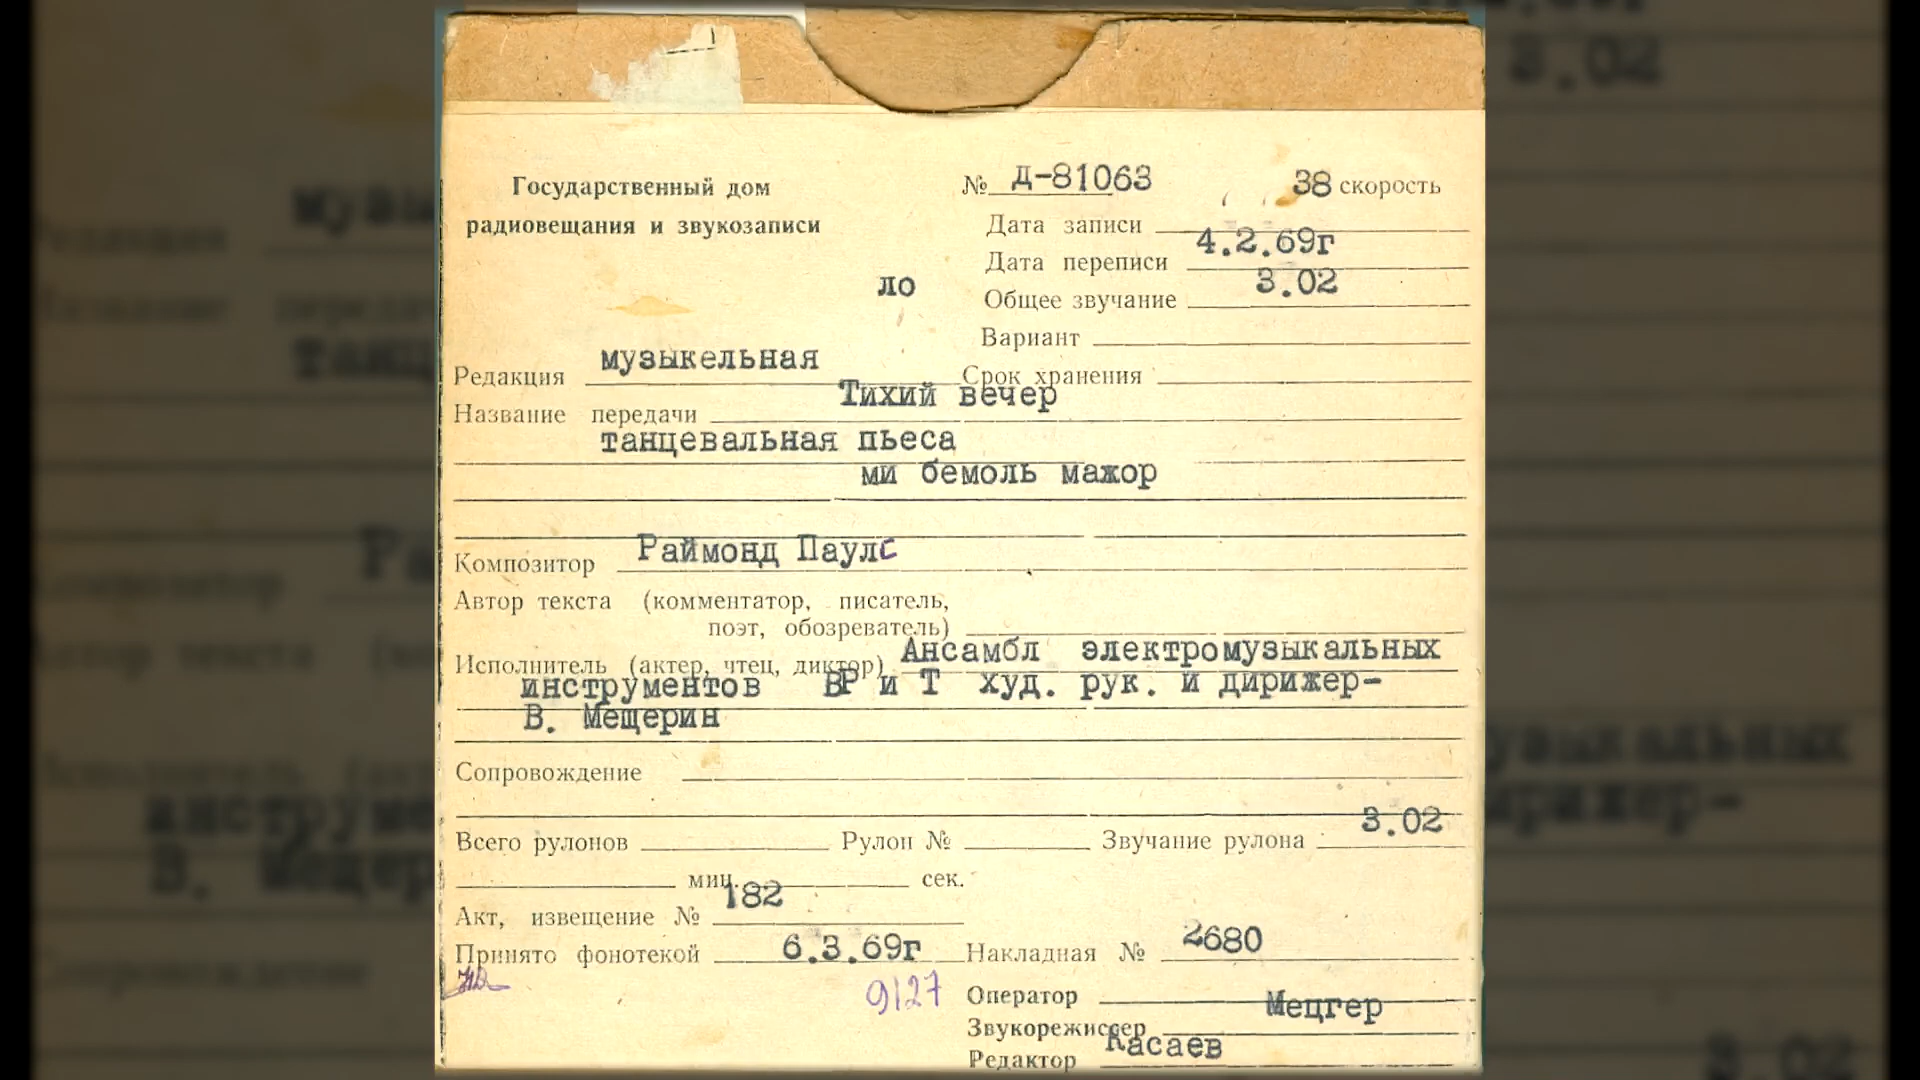 Государственный дом
радиовещания и звукозаписи
№ Д-81063 38 скорость
Дата записи
4.2.69г
Дата переписи
3.02
Общее звучание
ло
Вариант
музыкельная
Редакция
Срок хранения
Тихий вечер
Название передачи
танцевальная пьеса
ми бемоль мажор
Композитор Раймонд Паулс
Автор текста (комментатор, писатель,
поэт, обозреватель)
Исполнитель (актер, чтец, диктор) Ансамбл электромузыкальных
инструментов ВР и Т худ. рук. и дирижер-
В. Мещерин
Сопровождение
Всего рулонов Рулон № Звучание рулона 3.02
мин. сек.
Акт, извещение № 182
Принято фонотекой 6.3.69г Накладная № 2680
9127
Оператор
Мецгер
Звукорежиссер
Касаев
Редактор